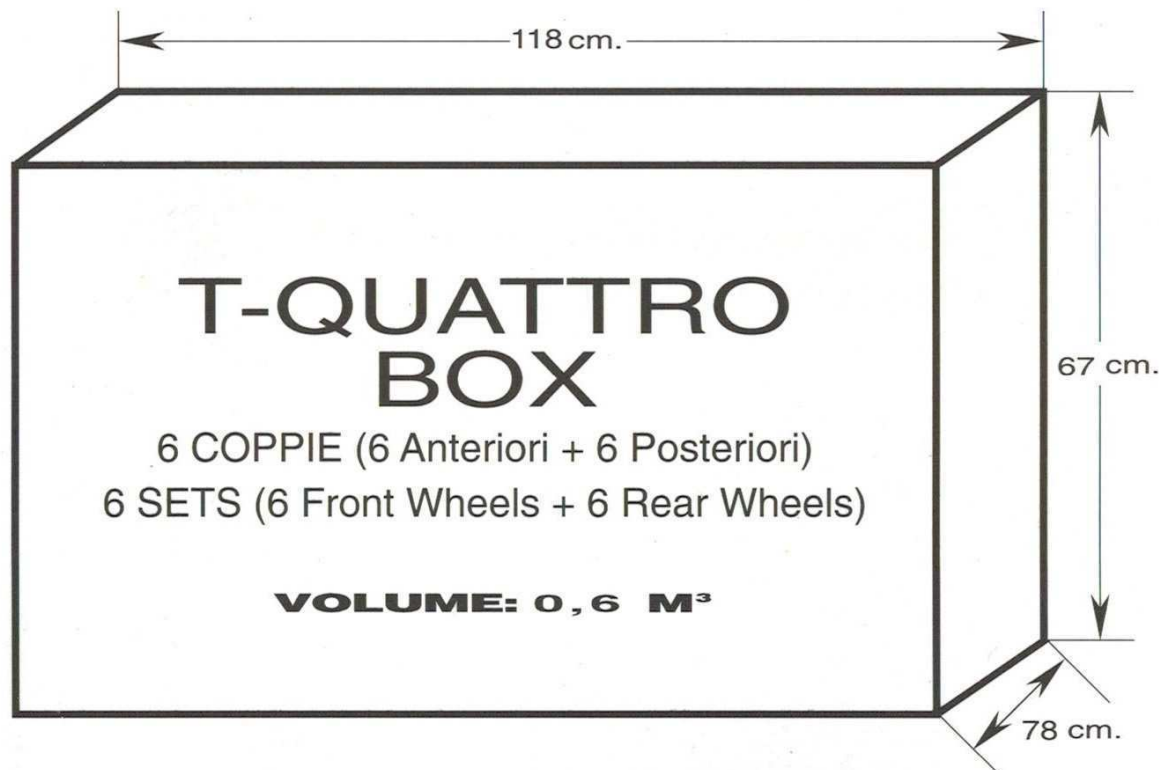 118 cm.
T-QUATTRO
BOX
67 cm.
6 COPPIE (6 Anteriori + 6 Posteriori)
6 SETS (6 Front Wheels + 6 Rear Wheels)
VOLUME: 0,6 M³
78 cm.